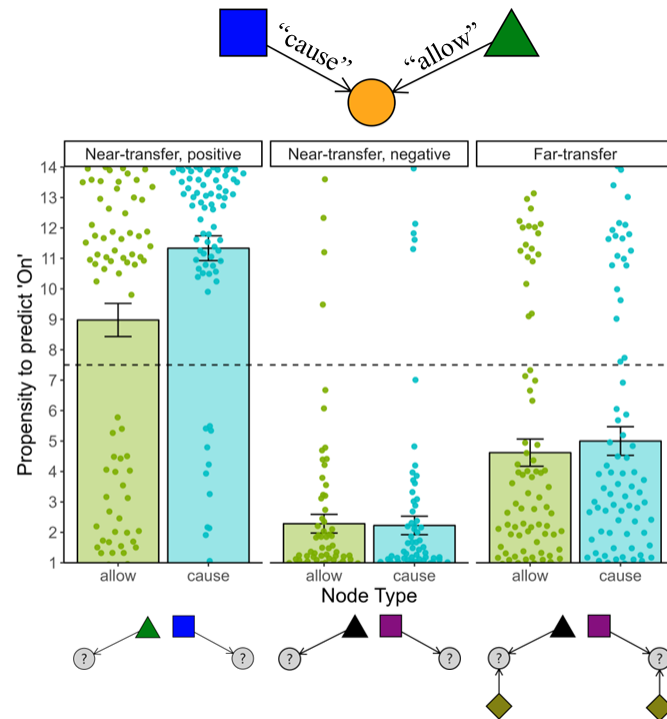 “cause”
“allow”
Near-transfer, positive
Near-transfer, negative
Far-transfer
Propensity to predict 'On'
14
13
12
11
10
9
8
7
6
5
4
3
2
1
allow cause allow cause allow cause
Node Type
? ? ? ? ? ?